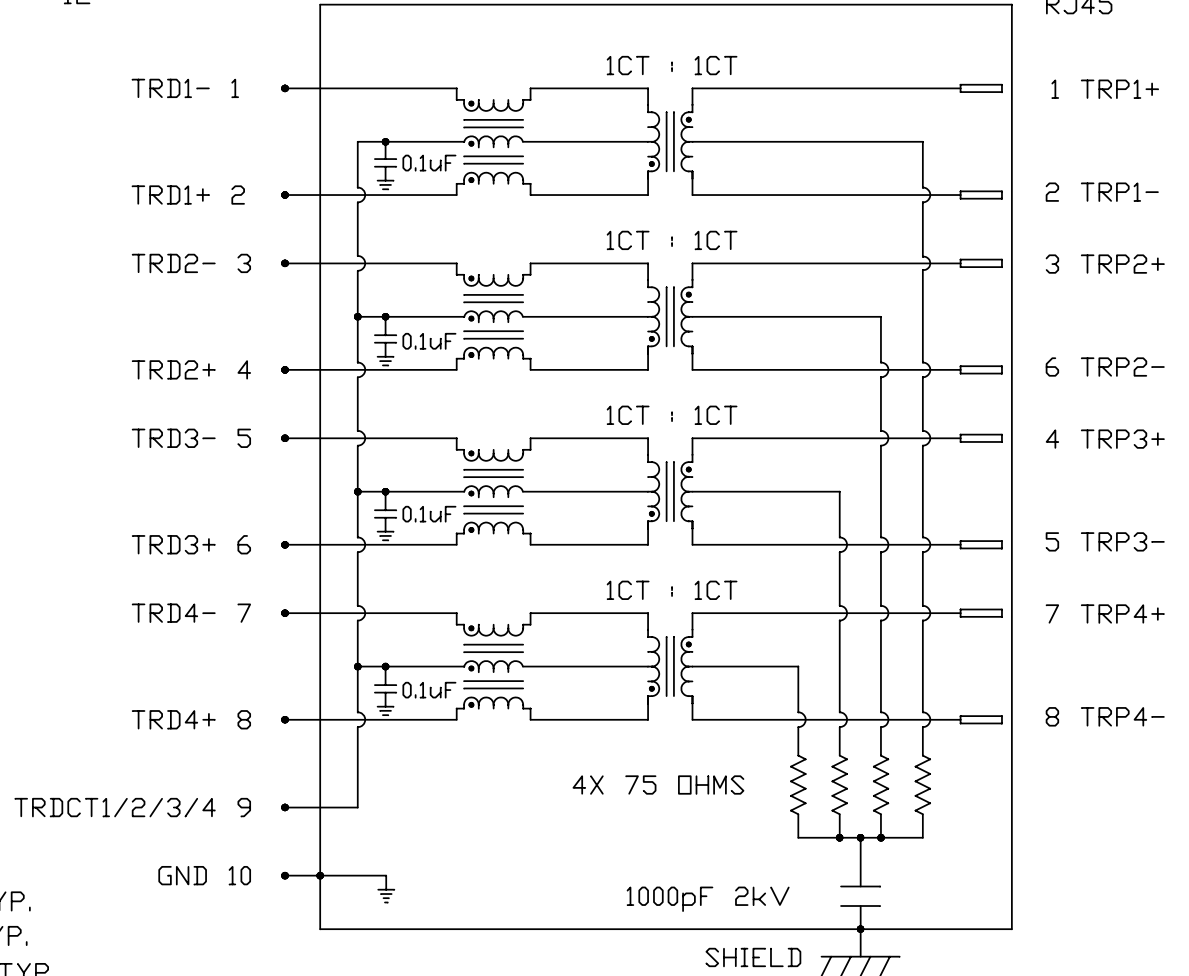 RJ45
1CT : 1CT
TRD1- 1
1 TRP1+
0.1uF
TRD1+ 2
2 TRP1-
1CT : 1CT
TRD2- 3
3 TRP2+
0.1uF
TRD2+ 4
6 TRP2-
1CT : 1CT
TRD3- 5
4 TRP3+
0.1uF
TRD3+ 6
5 TRP3-
1CT : 1CT
TRD4- 7
7 TRP4+
0.1uF
TRD4+ 8
8 TRP4-
4X 75 OHMS
TRDCT1/2/3/4 9
GND 10
1000pF 2kV
YP.
YP.
TYP
SHIELD